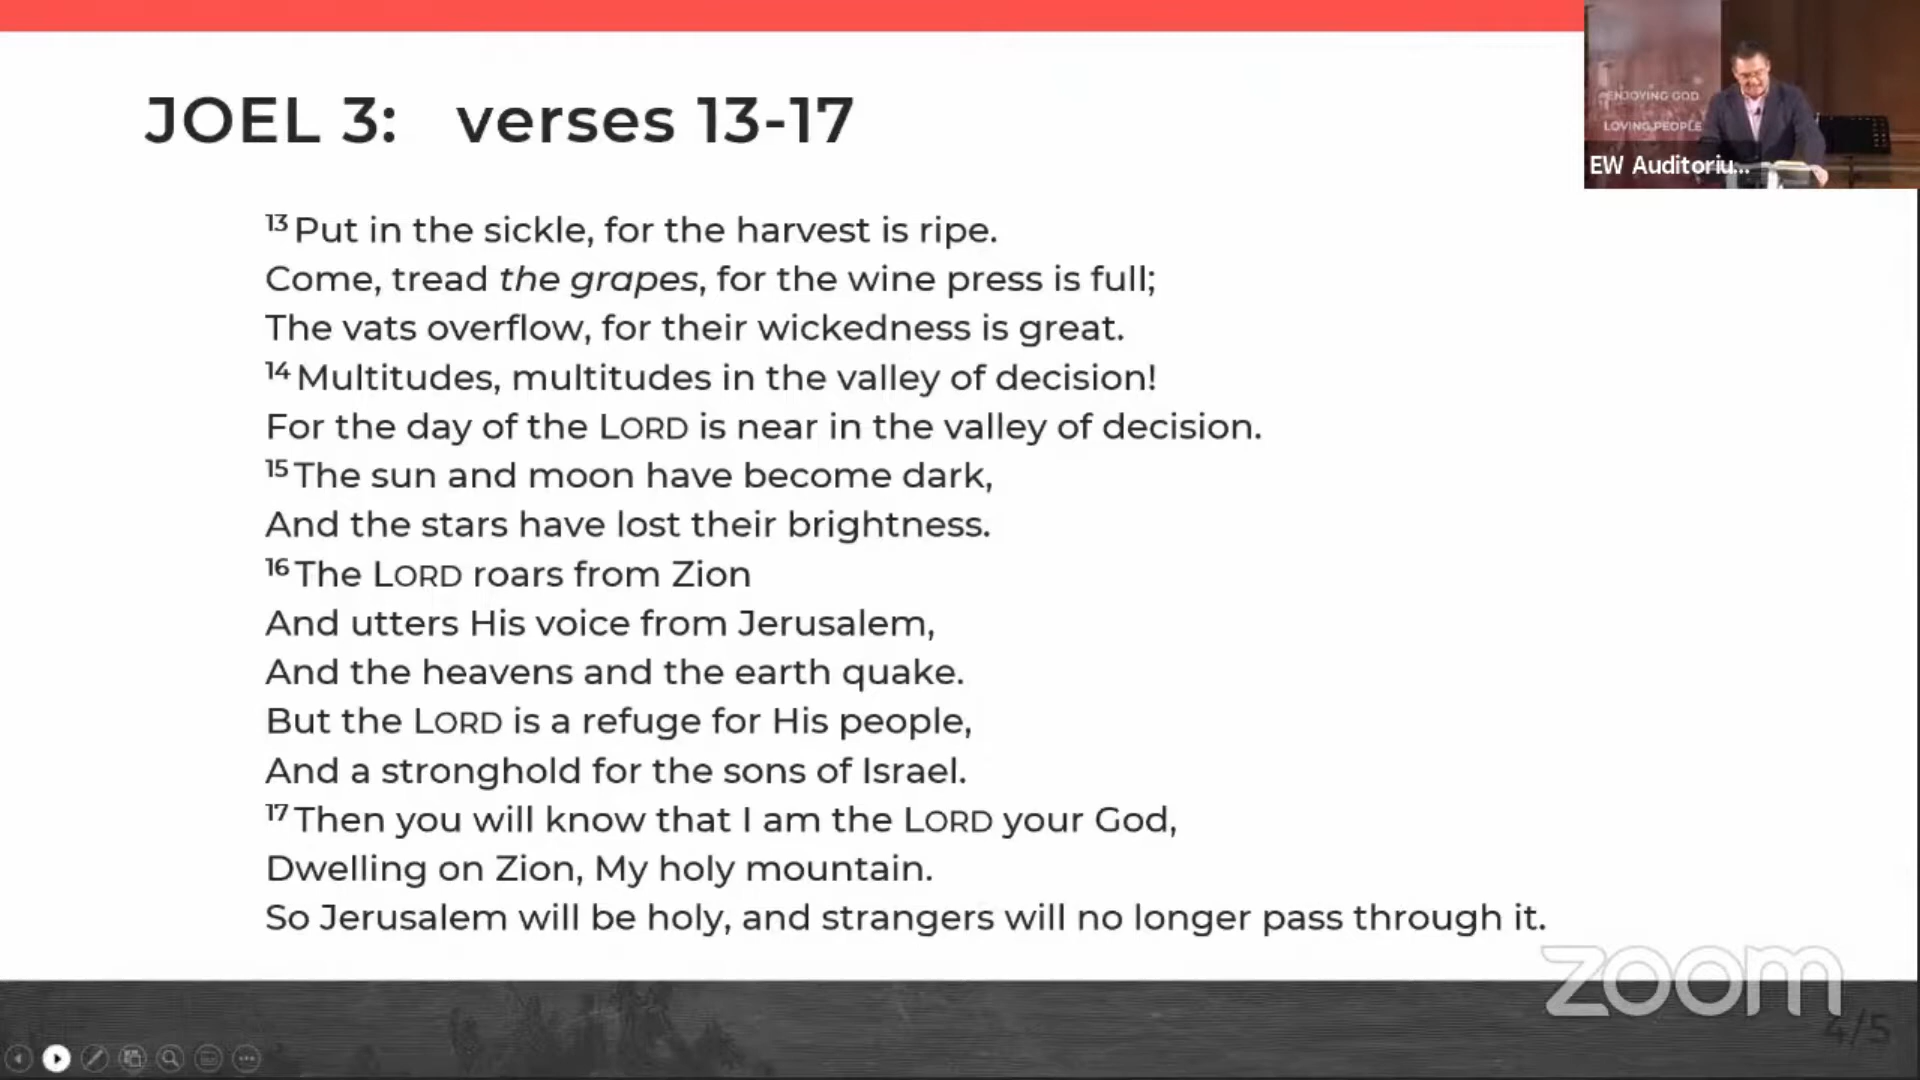 JOEL 3: verses 13-17
ENJOYING GOD
LOVING PEOPLE
EW Auditoriu...
13 Put in the sickle, for the harvest is ripe.
Come, tread the grapes, for the wine press is full;
The vats overflow, for their wickedness is great.
14 Multitudes, multitudes in the valley of decision!
For the day of the LORD is near in the valley of decision.
15 The sun and moon have become dark,
And the stars have lost their brightness.
16 The LORD roars from Zion
And utters His voice from Jerusalem,
And the heavens and the earth quake.
But the LORD is a refuge for His people,
And a stronghold for the sons of Israel.
17 Then you will know that I am the LORD your God,
Dwelling on Zion, My holy mountain.
So Jerusalem will be holy, and strangers will no longer pass through it.
zoom
4/5